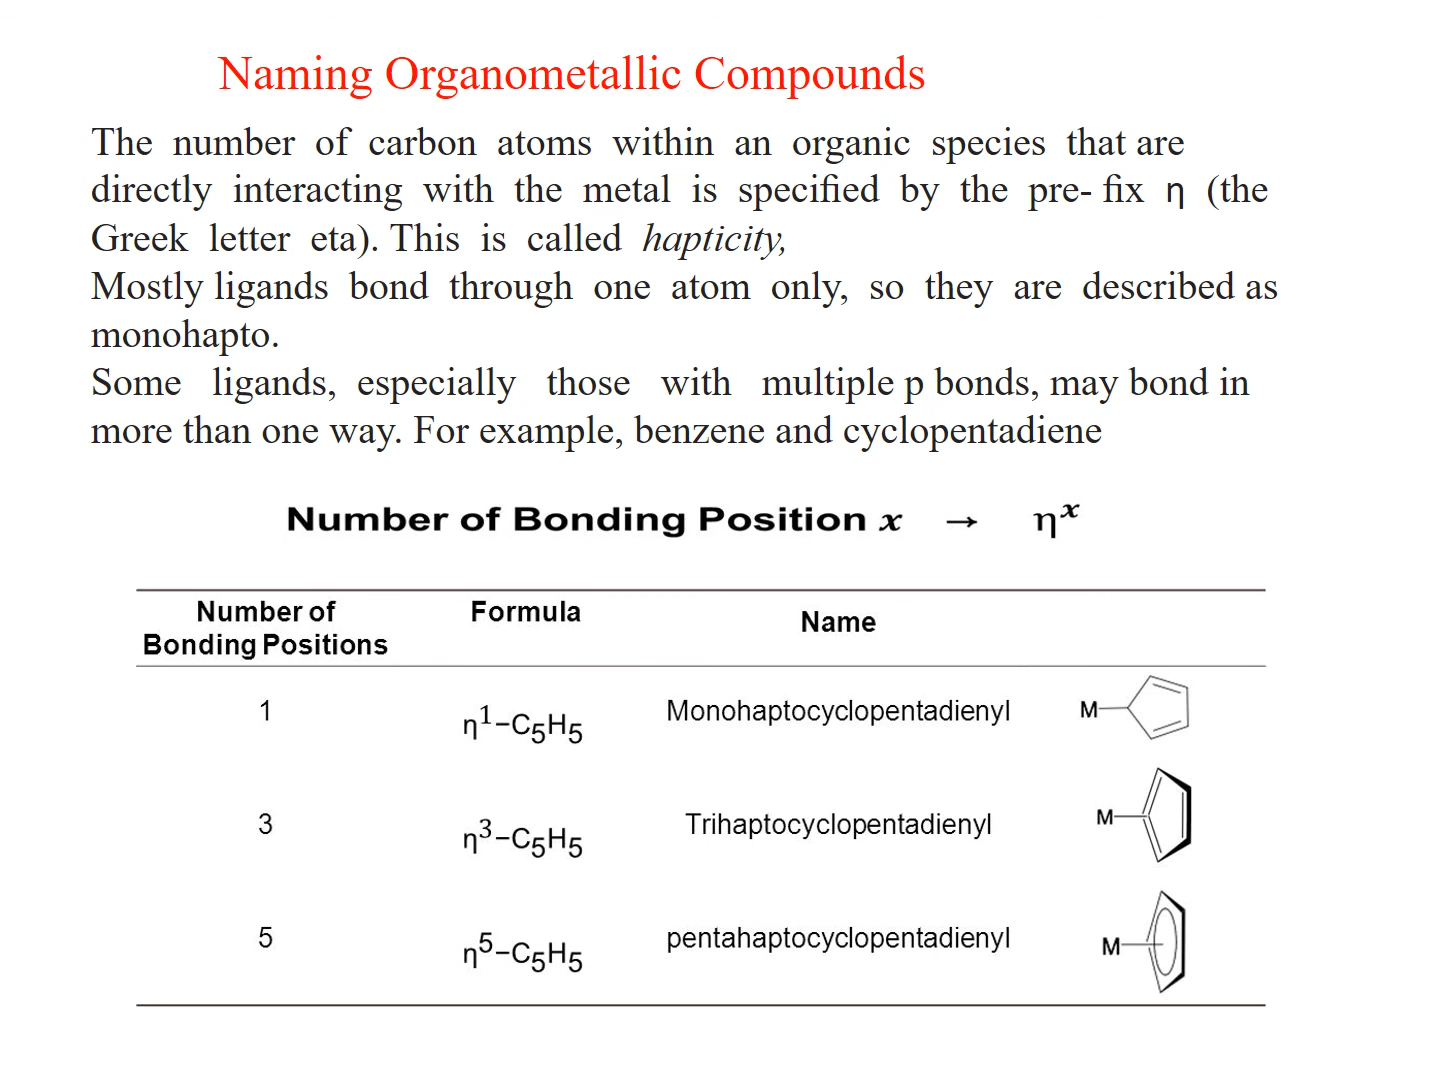 Naming Organometallic Compounds
The number of carbon atoms within an organic species that are
directly interacting with the metal is specified by the pre- fix η (the
Greek letter eta). This is called hapticity,
Mostly ligands bond through one atom only, so they are described as
monohapto.
Some ligands, especially those with multiple p bonds, may bond in
more than one way. For example, benzene and cyclopentadiene
Number of Bonding Position x → ηˣ
Number of Bonding Positions Formula Name
1 η¹-C₅H₅ Monohaptocyclopentadienyl M
3 η³-C₅H₅ Trihaptocyclopentadienyl M
5 η⁵-C₅H₅ pentahaptocyclopentadienyl M